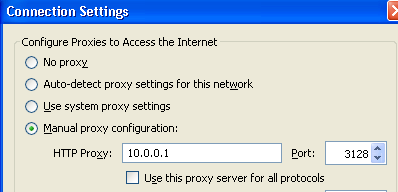 Connection Settings
Configure Proxies to Access the Internet
No proxy
Auto-detect proxy settings for this network
Use system proxy settings
Manual proxy configuration:
HTTP Proxy: 10.0.0.1 Port: 3128
Use this proxy server for all protocols